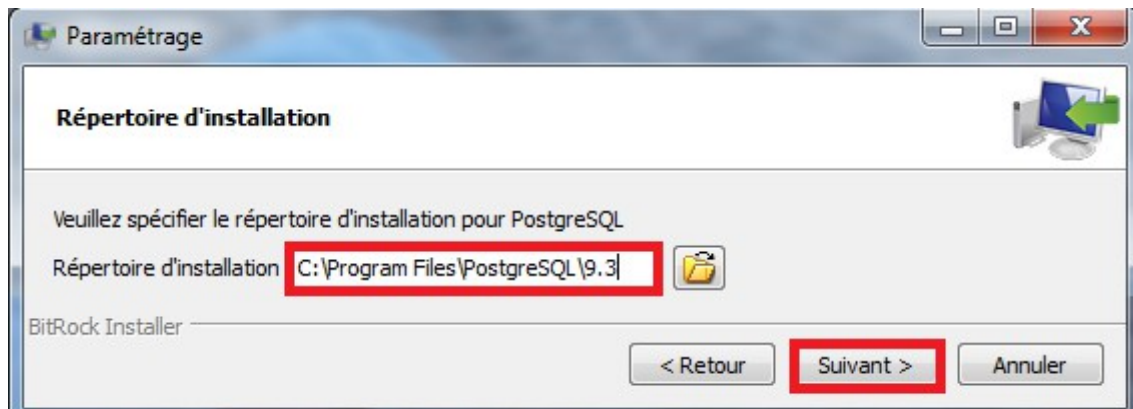 Paramétrage
Répertoire d'installation
Veuillez spécifier le répertoire d'installation pour PostgreSQL
Répertoire d'installation C:\Program Files\PostgreSQL\9.3
BitRock Installer
< Retour Suivant > Annuler